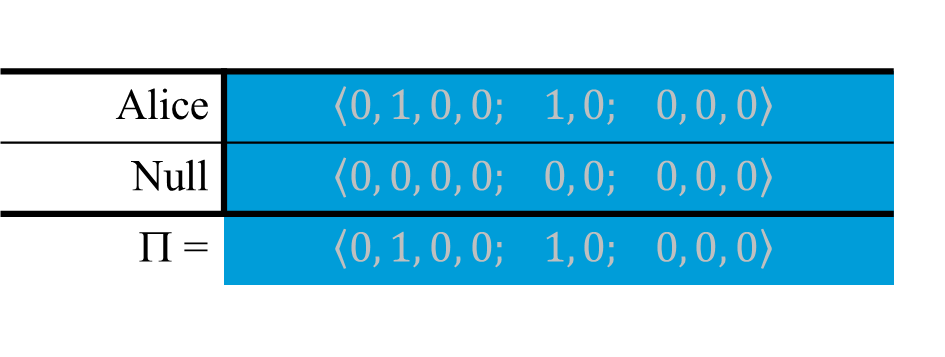 Alice ⟨0, 1, 0, 0; 1, 0; 0, 0, 0⟩
Null ⟨0, 0, 0, 0; 0, 0; 0, 0, 0⟩
Π = ⟨0, 1, 0, 0; 1, 0; 0, 0, 0⟩